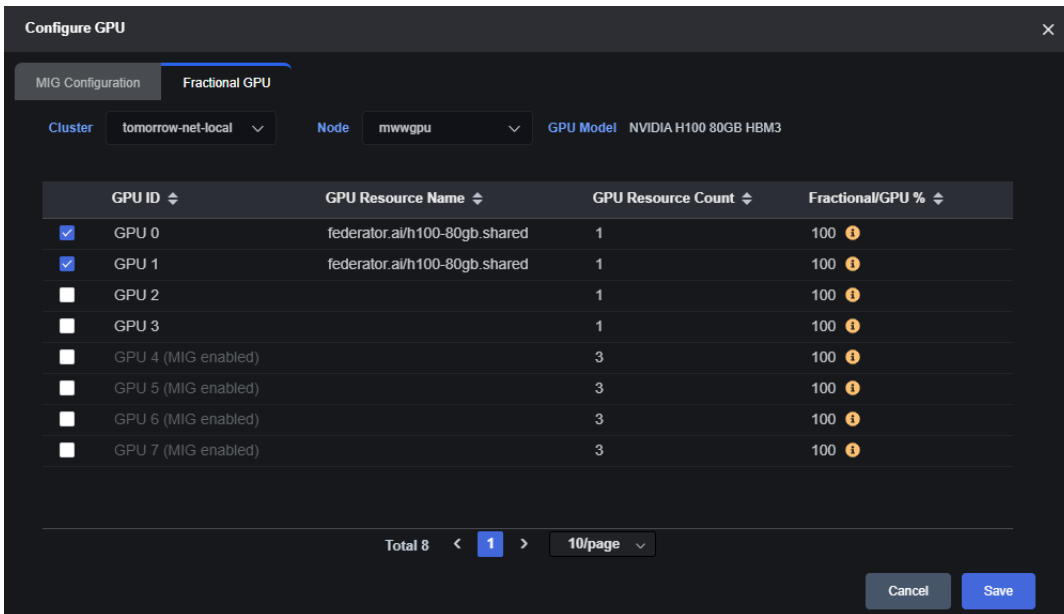 Configure GPU
MIG Configuration Fractional GPU
Cluster tomorrow-net-local Node mwwgpu GPU Model NVIDIA H100 80GB HBM3
GPU ID GPU Resource Name GPU Resource Count Fractional/GPU %
GPU 0 federator.ai/h100-80gb.shared 1 100
GPU 1 federator.ai/h100-80gb.shared 1 100
GPU 2 1 100
GPU 3 1 100
GPU 4 (MIG enabled) 3 100
GPU 5 (MIG enabled) 3 100
GPU 6 (MIG enabled) 3 100
GPU 7 (MIG enabled) 3 100
Total 8 1 10/page
Cancel Save